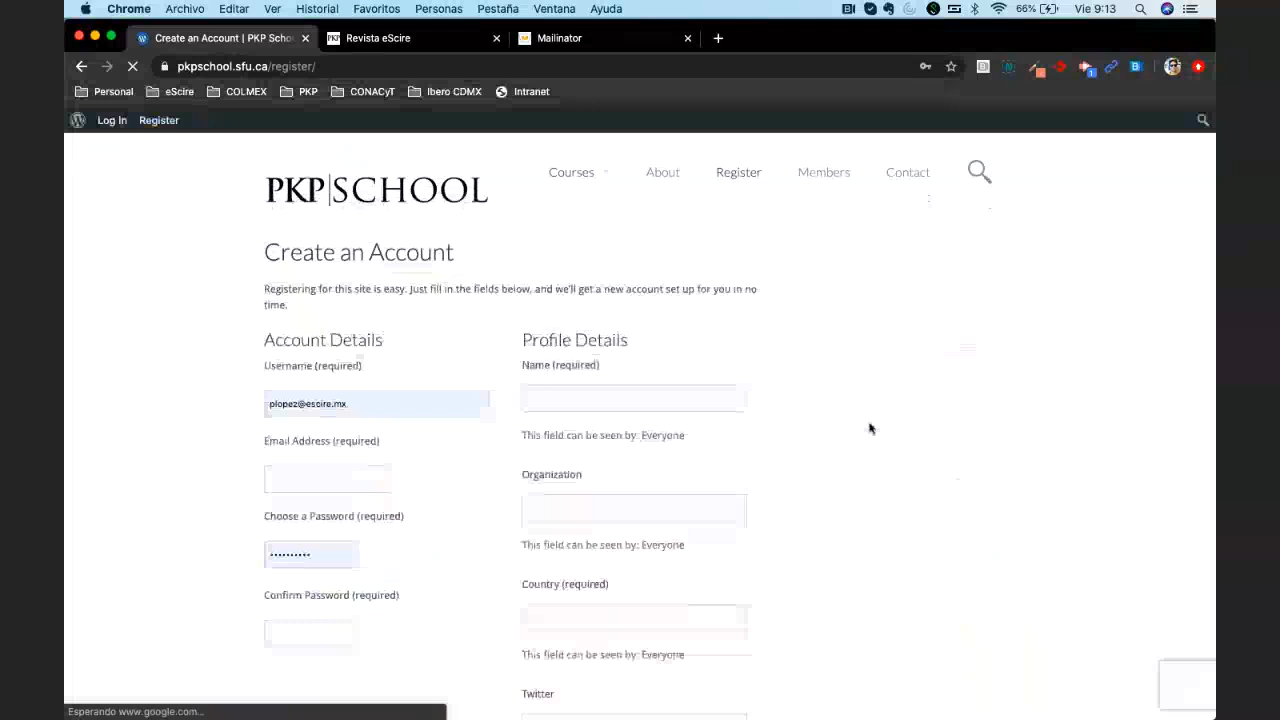 Chrome Archivo Editar Ver Historial Favoritos Personas Pestaña Ventana Ayuda 66% Vie 9:13
Create an Account | PKP Scho Revista eScire Mailinator
pkpschool.sfu.ca/register/
Personal eScire COLMEX PKP CONACyT Ibero CDMX Intranet
Log In Register
PKP|SCHOOL
Courses About Register Members Contact
Create an Account
Registering for this site is easy. Just fill in the fields below, and we'll get a new account set up for you in no
time.
Account Details
Username (required)
plopez@escire.mx
Email Address (required)
Choose a Password (required)
••••••••••
Confirm Password (required)
Profile Details
Name (required)
This field can be seen by: Everyone
Organization
This field can be seen by: Everyone
Country (required)
This field can be seen by: Everyone
Twitter
Esperando www.google.com...